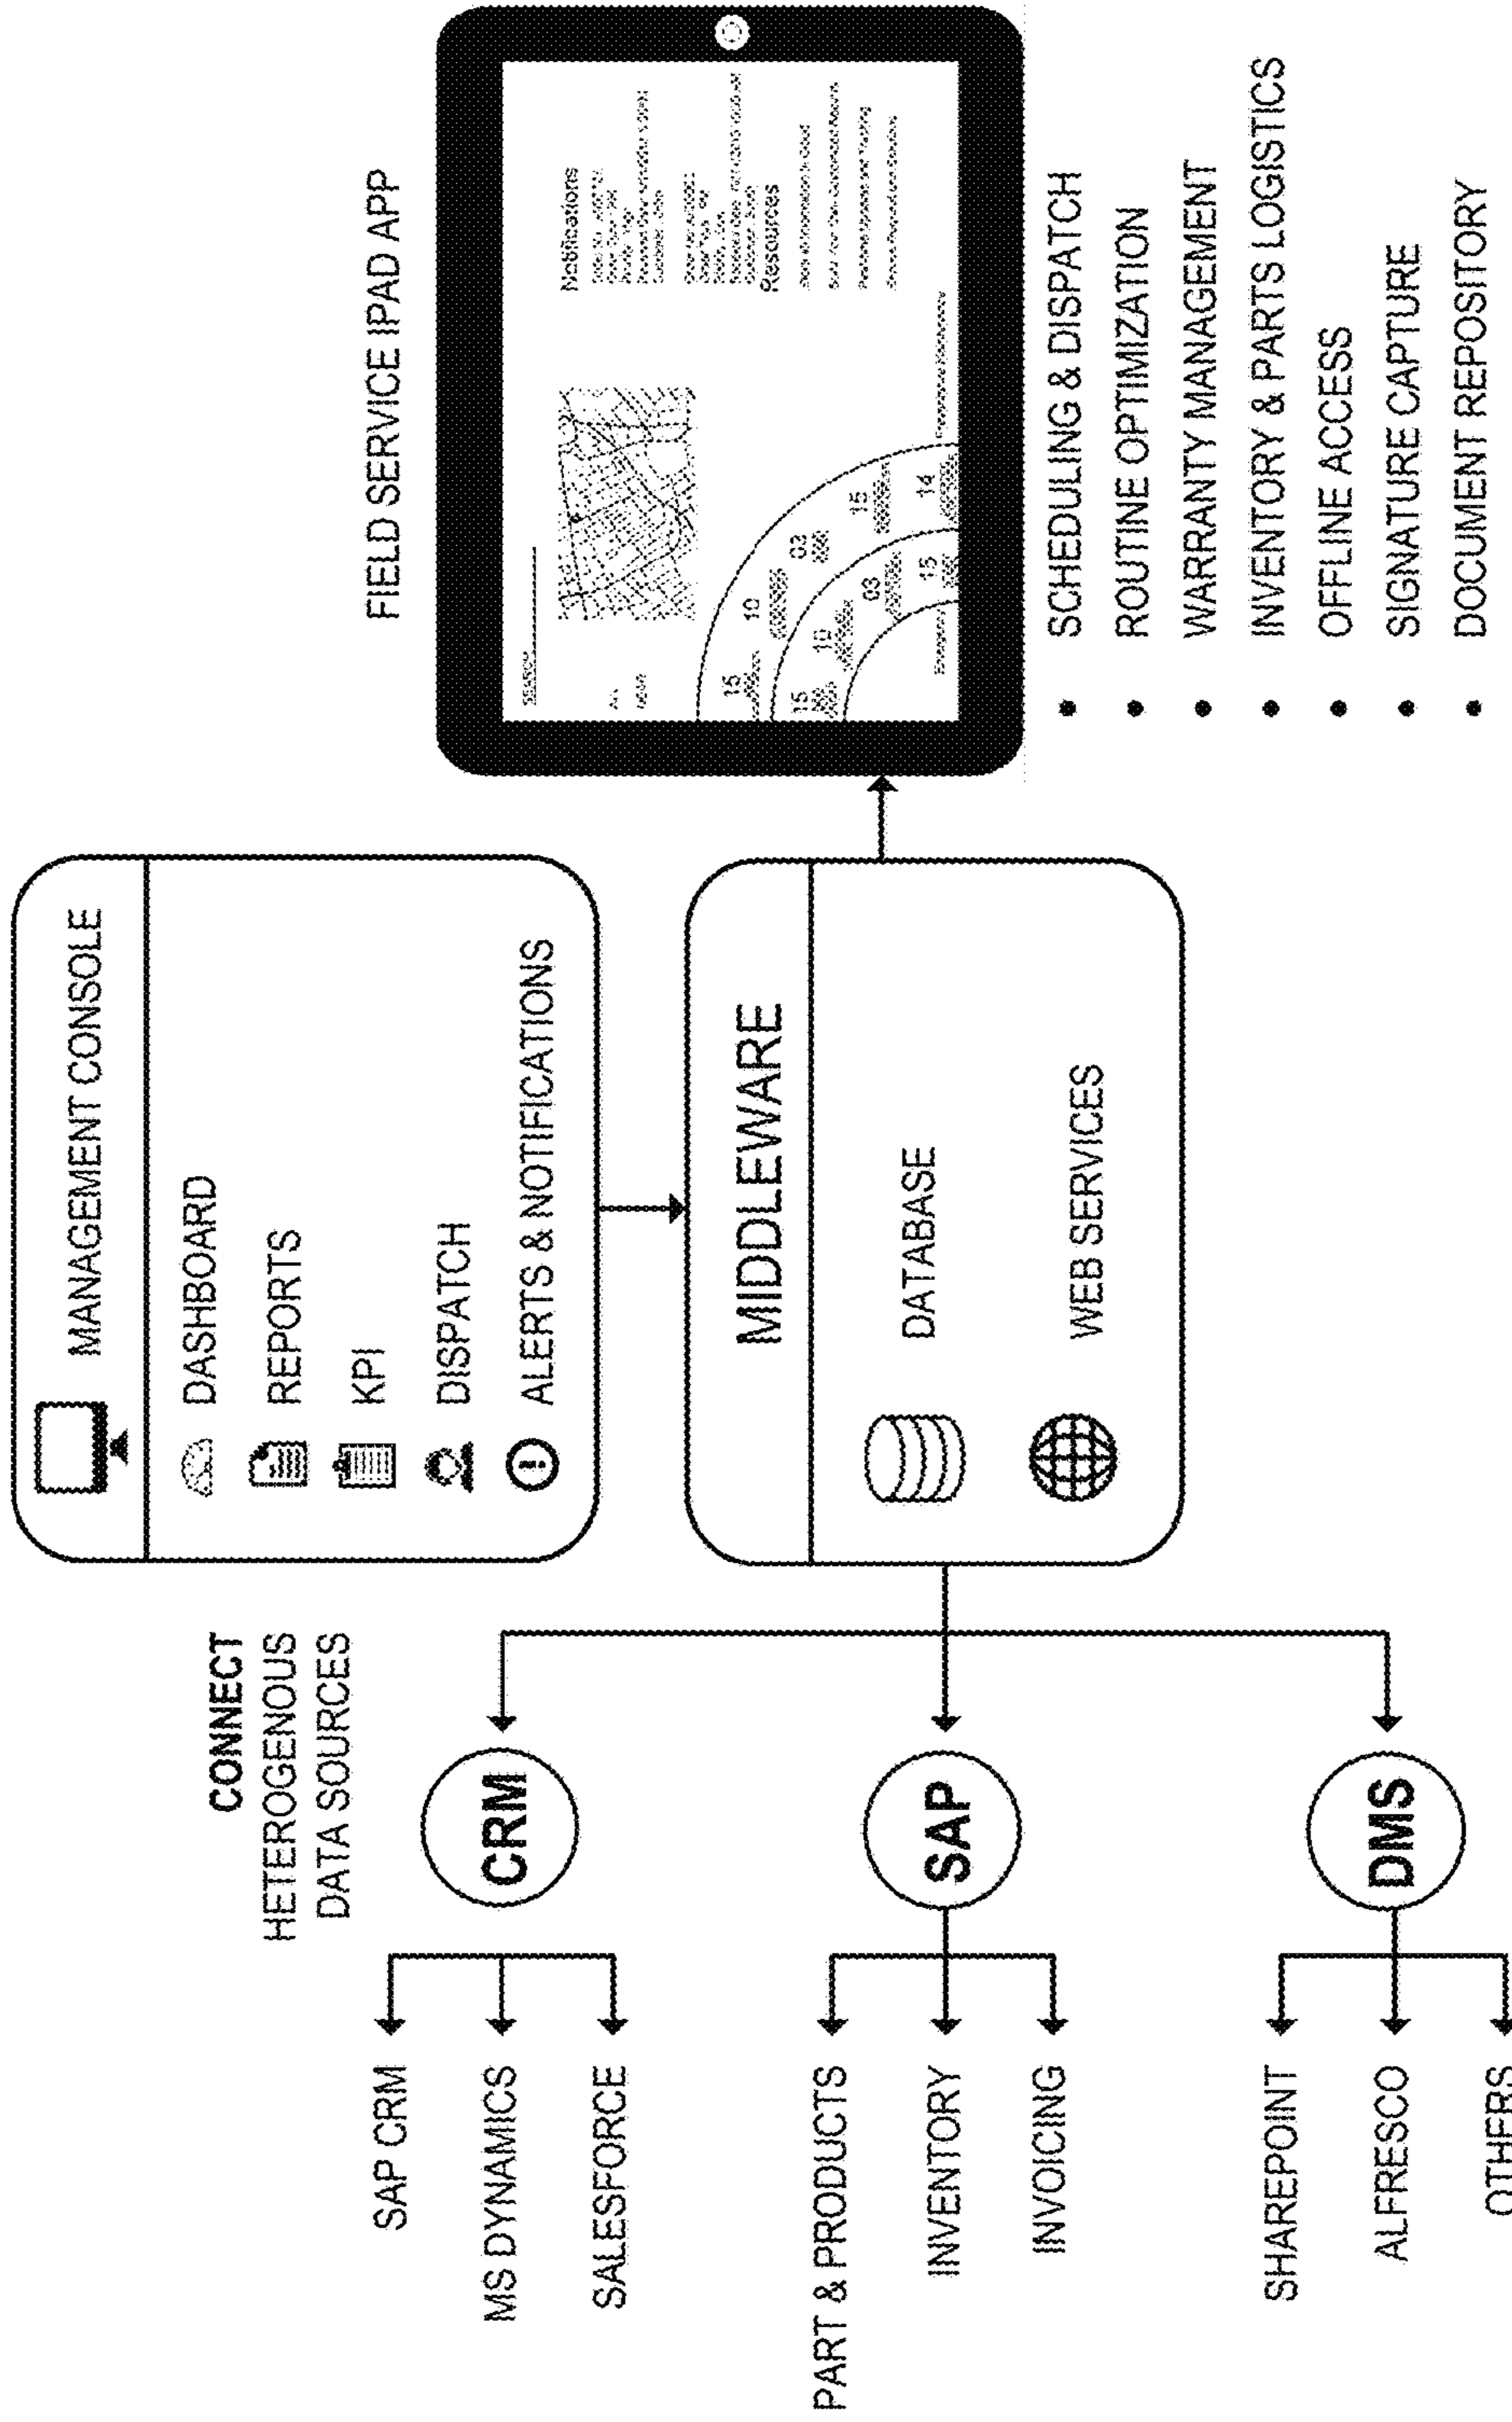 CONNECT
HETEROGENOUS
DATA SOURCES
SAP CRM
MS DYNAMICS
SALESFORCE
CRM
PART & PRODUCTS
INVENTORY
INVOICING
SAP
SHAREPOINT
ALFRESCO
OTHERS
DMS
MANAGEMENT CONSOLE
DASHBOARD
REPORTS
KPI
DISPATCH
ALERTS & NOTIFICATIONS
MIDDLEWARE
DATABASE
WEB SERVICES
FIELD SERVICE IPAD APP
SEARCH
Notifications
Resources
15
10
02
15
14
15
10
03
15
• SCHEDULING & DISPATCH
• ROUTINE OPTIMIZATION
• WARRANTY MANAGEMENT
• INVENTORY & PARTS LOGISTICS
• OFFLINE ACCESS
• SIGNATURE CAPTURE
• DOCUMENT REPOSITORY